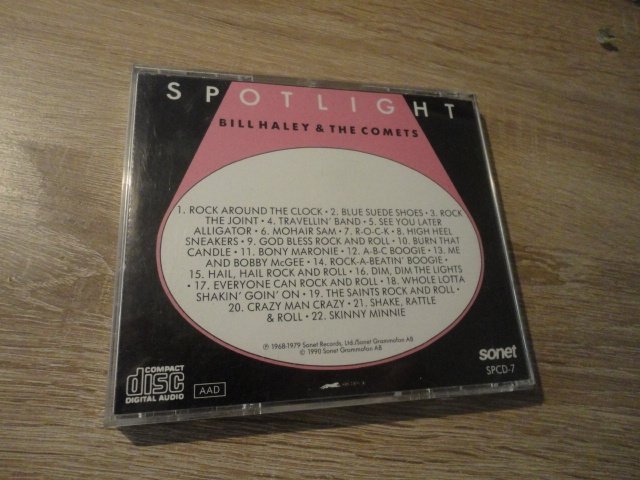 SPOTLIGHT
BILL HALEY & THE COMETS
1. ROCK AROUND THE CLOCK • 2. BLUE SUEDE SHOES • 3. ROCK
THE JOINT • 4. TRAVELLIN' BAND • 5. SEE YOU LATER
ALLIGATOR • 6. MOHAIR SAM • 7. R-O-C-K • 8. HIGH HEEL
SNEAKERS • 9. GOD BLESS ROCK AND ROLL • 10. BURN THAT
CANDLE • 11. BONY MARONIE • 12. A-B-C BOOGIE • 13. ME
AND BOBBY McGEE • 14. ROCK-A-BEATIN' BOOGIE •
15. HAIL, HAIL ROCK AND ROLL • 16. DIM, DIM THE LIGHTS
• 17. EVERYONE CAN ROCK AND ROLL • 18. WHOLE LOTTA
SHAKIN' GOIN' ON • 19. THE SAINTS ROCK AND ROLL •
20. CRAZY MAN CRAZY • 21. SHAKE, RATTLE
& ROLL • 22. SKINNY MINNIE
℗ 1968-1979 Sonet Records, Ltd./Sonet Grammofon AB
© 1990 Sonet Grammofon AB
COMPACT
disc
DIGITAL AUDIO
AAD
sonet
SPCD-7